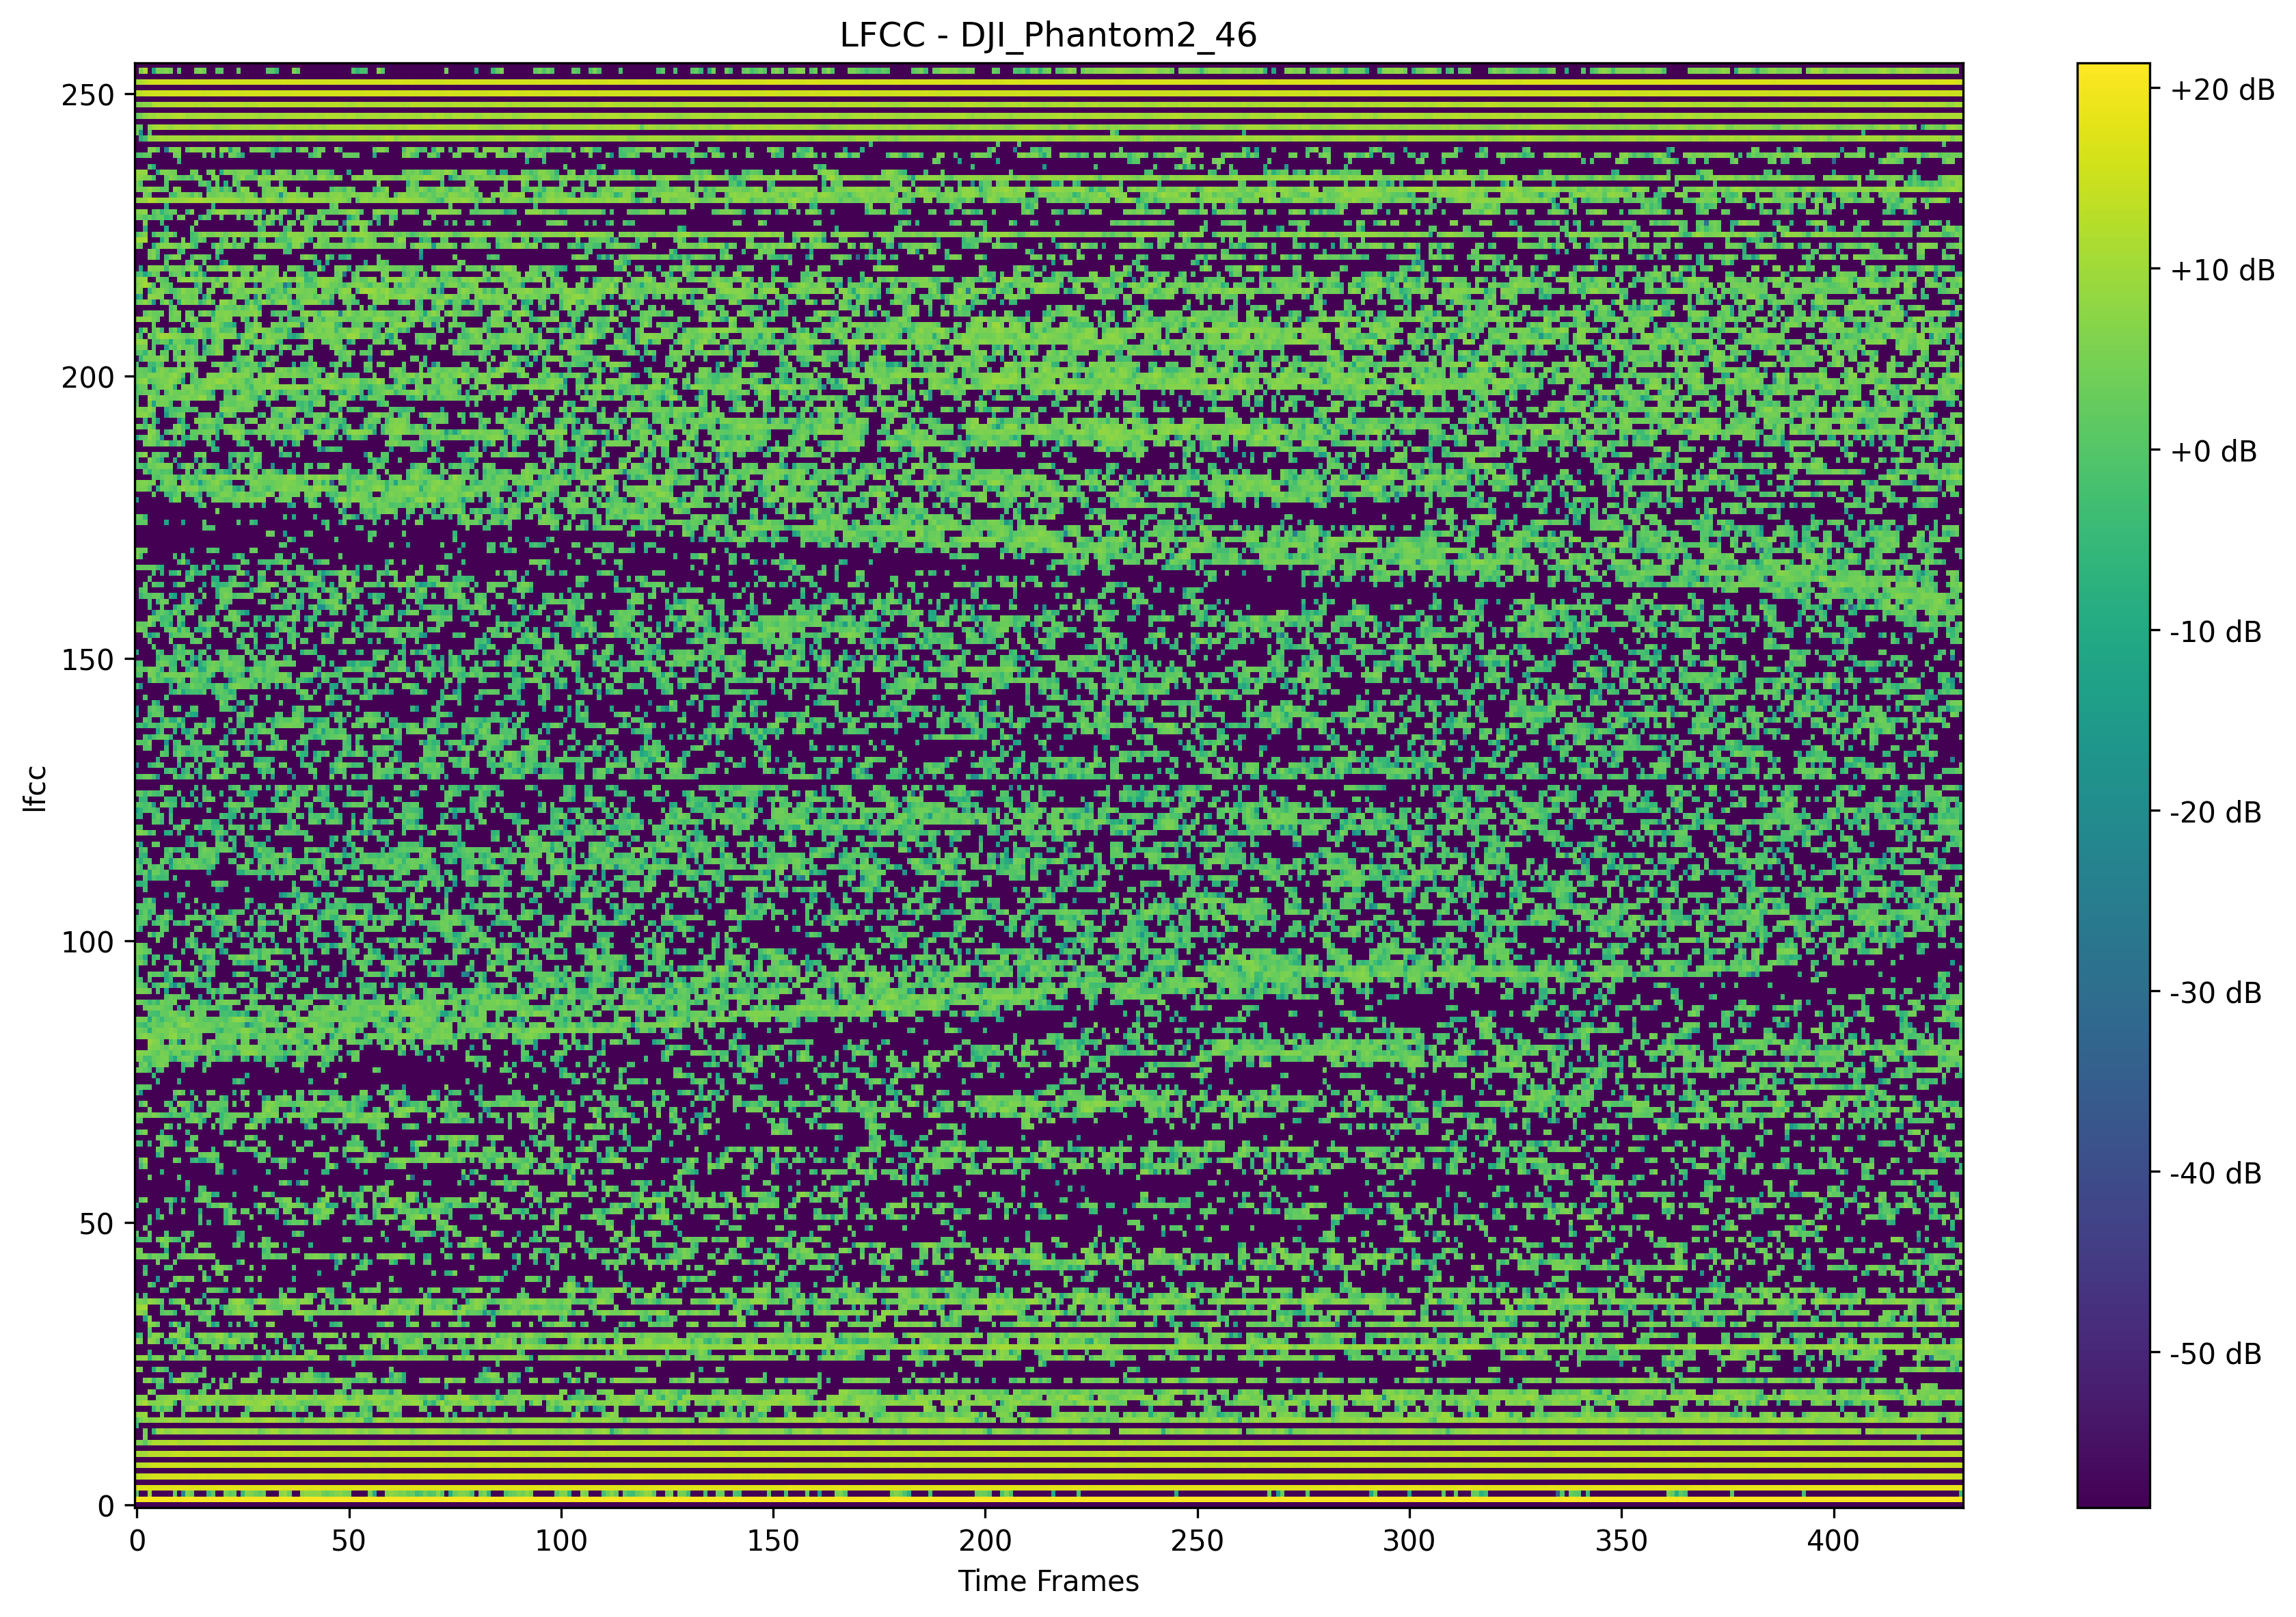 LFCC - DJI_Phantom2_46
250
200
150
100
50
0
lfcc
0 50 100 150 200 250 300 350 400
Time Frames
+20 dB
+10 dB
+0 dB
-10 dB
-20 dB
-30 dB
-40 dB
-50 dB